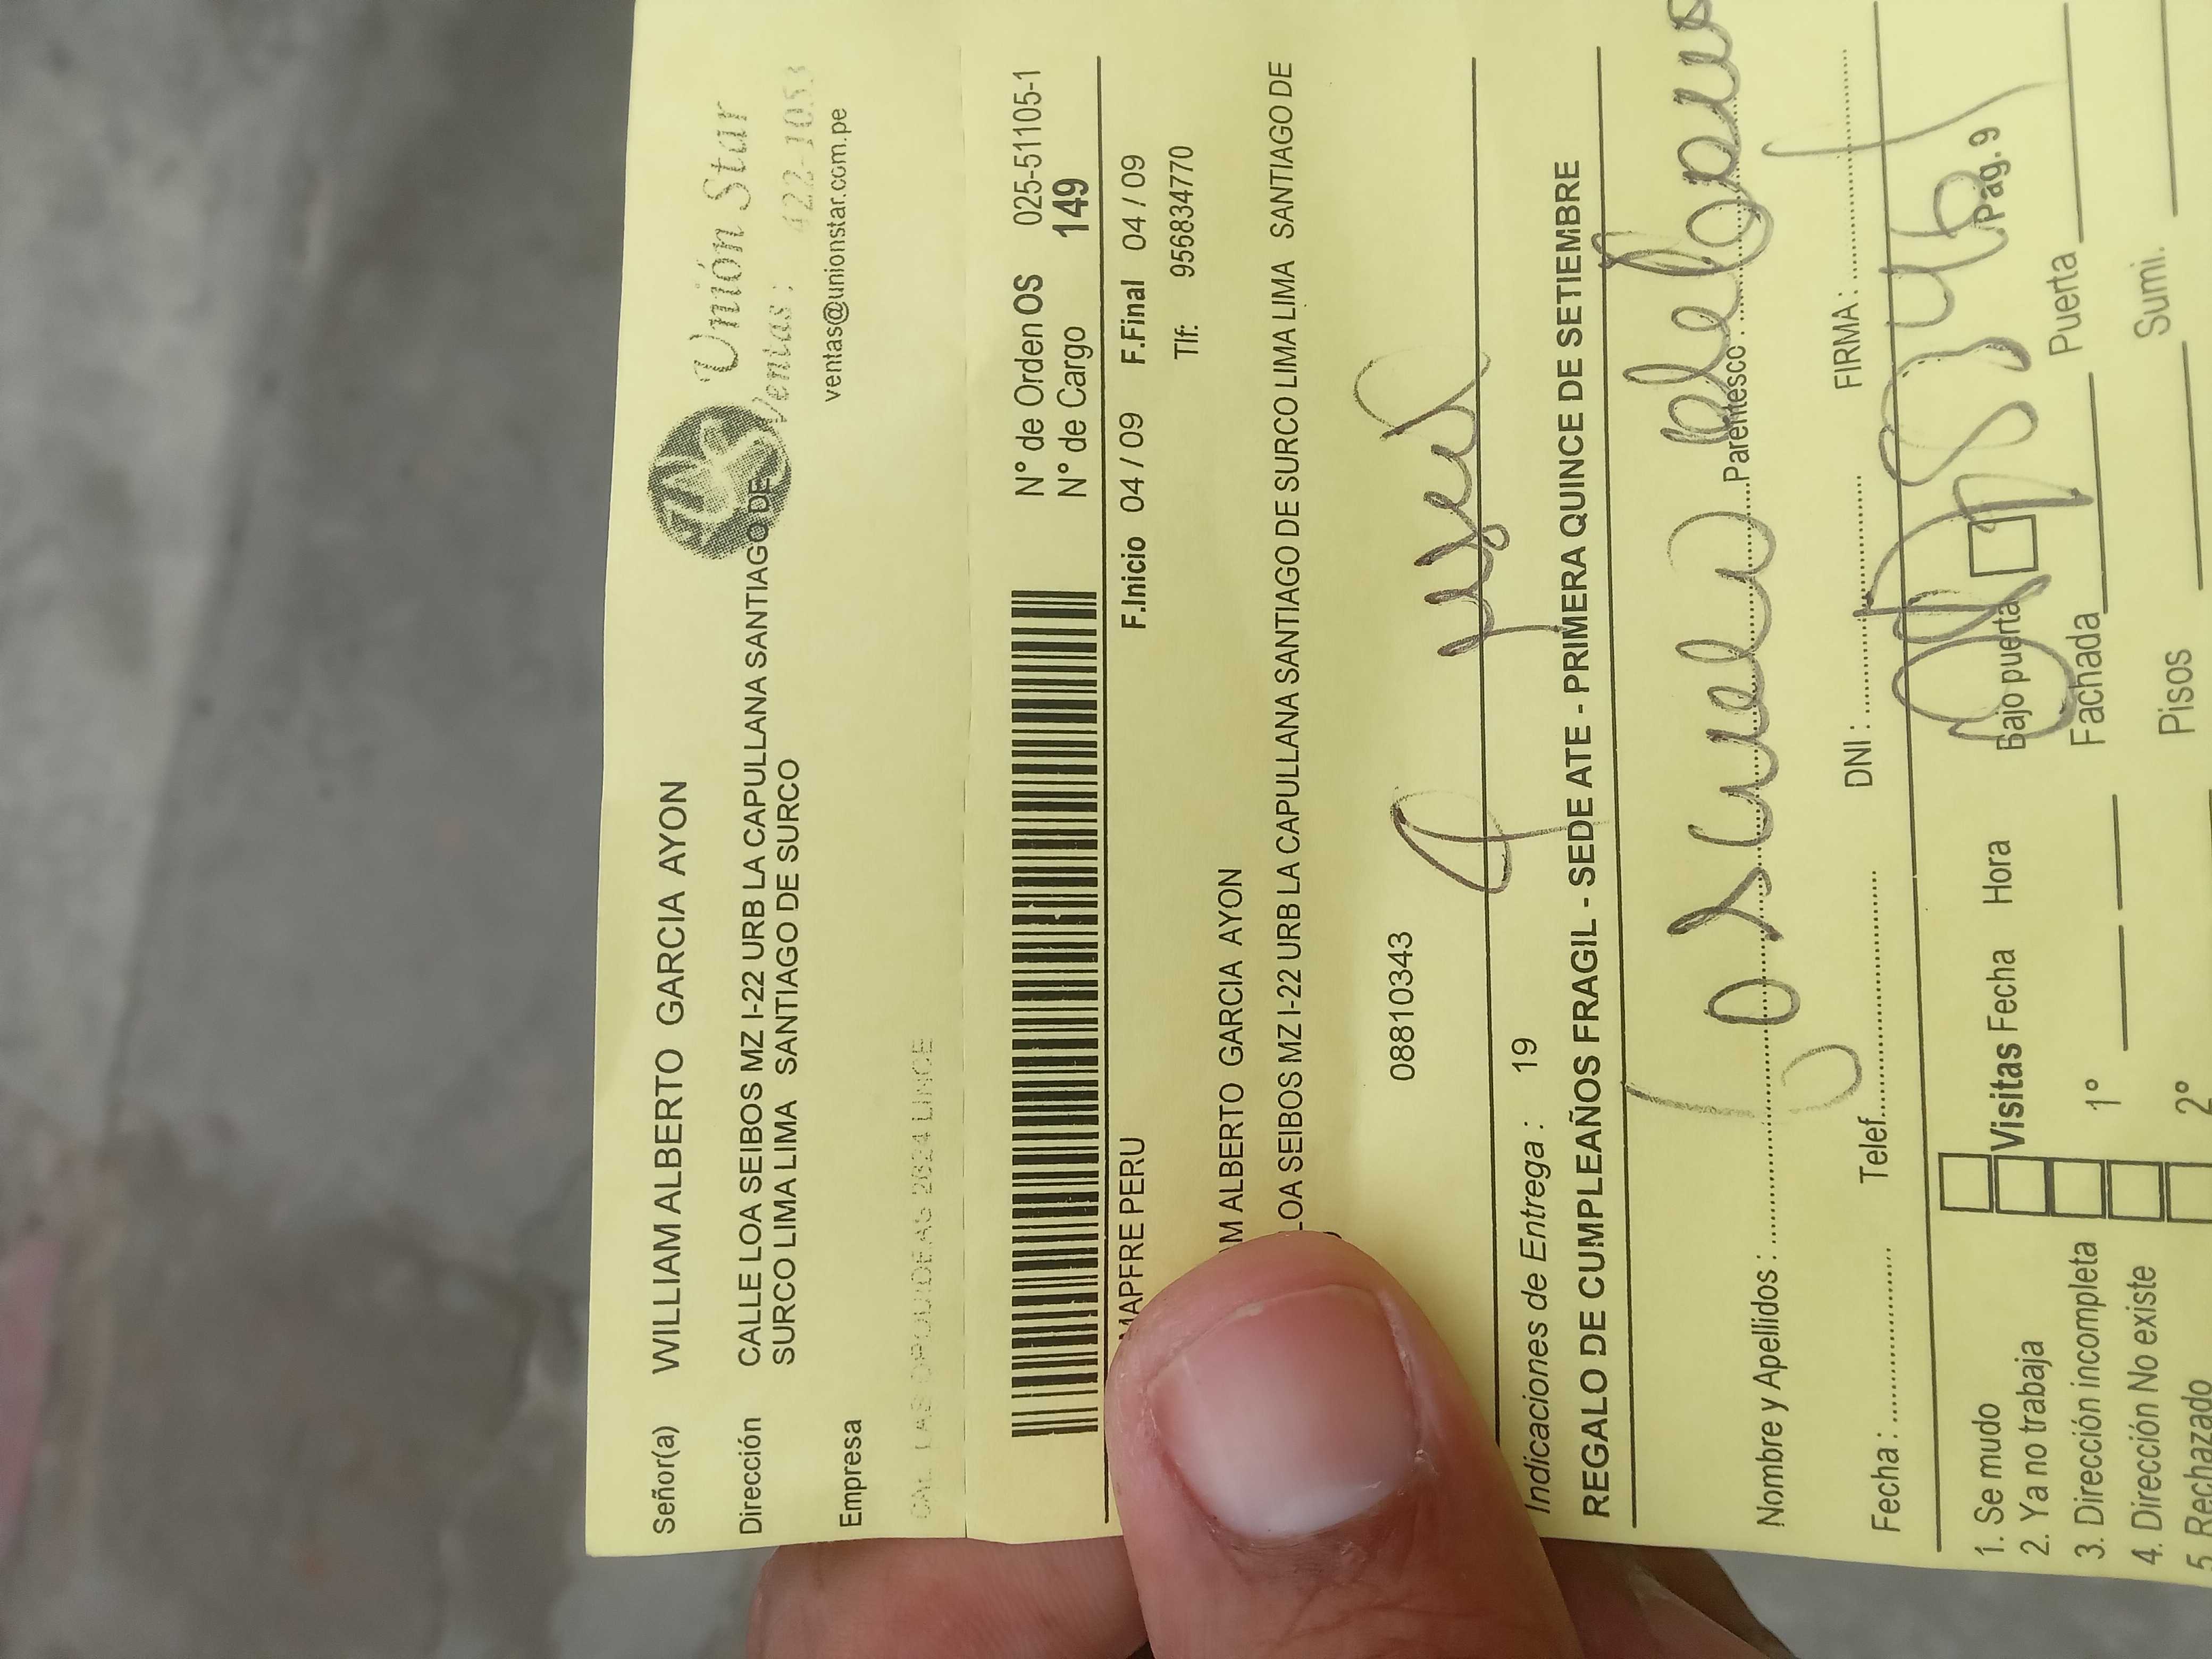 Señor(a) WILLIAM ALBERTO GARCIA AYON
Unión Star
Dirección CALLE LOA SEIBOS MZ I-22 URB LA CAPULLANA SANTIAGO DE
SURCO LIMA LIMA SANTIAGO DE SURCO
Ventas: 422-1053
ventas@unionstar.com.pe
Empresa
N° de Orden OS 025-51105-1
N° de Cargo 149
MAPFRE PERU
F.Inicio 04 / 09 F.Final 04 / 09
Tlf: 956834770
AM ALBERTO GARCIA AYON
LOA SEIBOS MZ I-22 URB LA CAPULLANA SANTIAGO DE SURCO LIMA LIMA SANTIAGO DE
08810343
Indicaciones de Entrega : 19
REGALO DE CUMPLEAÑOS FRAGIL - SEDE ATE - PRIMERA QUINCE DE SETIEMBRE
Nombre y Apellidos : Parentesco :
Fecha : Telef. DNI : FIRMA :
1. Se mudo Visitas Fecha Hora Bajo puerta Pag. 9
2. Ya no trabaja
3. Dirección incompleta 1° Fachada Puerta
4. Dirección No existe
5. Rechazado 2° Pisos Sumi.